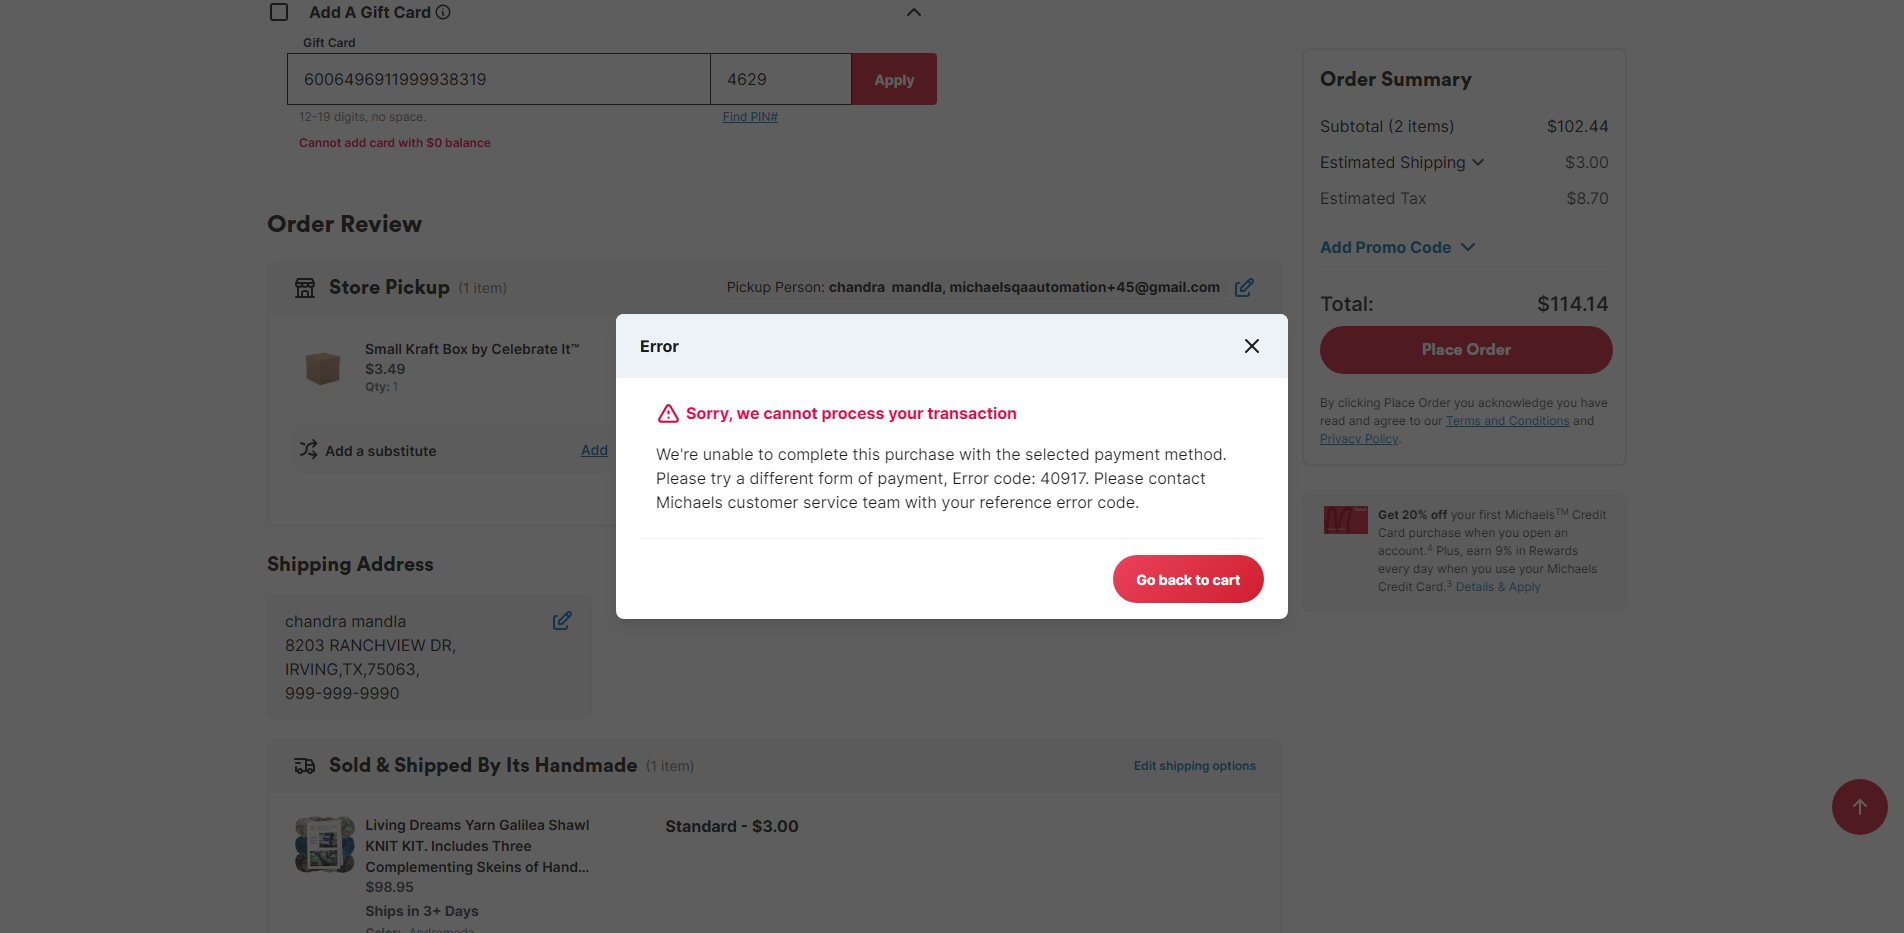 Add A Gift Card
Gift Card
6006496911999938319
4629
Apply
12-19 digits, no space.
Find PIN#
Cannot add card with $0 balance
Order Review
Store Pickup (1 item)
Pickup Person: chandra mandla, michaelsqaautomation+45@gmail.com
Small Kraft Box by Celebrate It™
$3.49
Qty: 1
Add a substitute
Add
Error
Sorry, we cannot process your transaction
We're unable to complete this purchase with the selected payment method.
Please try a different form of payment, Error code: 40917. Please contact
Michaels customer service team with your reference error code.
Go back to cart
Shipping Address
chandra mandla
8203 RANCHVIEW DR,
IRVING,TX,75063,
999-999-9990
Sold & Shipped By Its Handmade (1 item)
Edit shipping options
Living Dreams Yarn Galilea Shawl
KNIT KIT. Includes Three
Complementing Skeins of Hand...
$98.95
Ships in 3+ Days
Color: Andromeda
Standard - $3.00
Order Summary
Subtotal (2 items) $102.44
Estimated Shipping $3.00
Estimated Tax $8.70
Add Promo Code
Total: $114.14
Place Order
By clicking Place Order you acknowledge you have
read and agree to our Terms and Conditions and
Privacy Policy.
Get 20% off your first Michaels™ Credit
Card purchase when you open an
account.⁴ Plus, earn 9% in Rewards
every day when you use your Michaels
Credit Card.³ Details & Apply